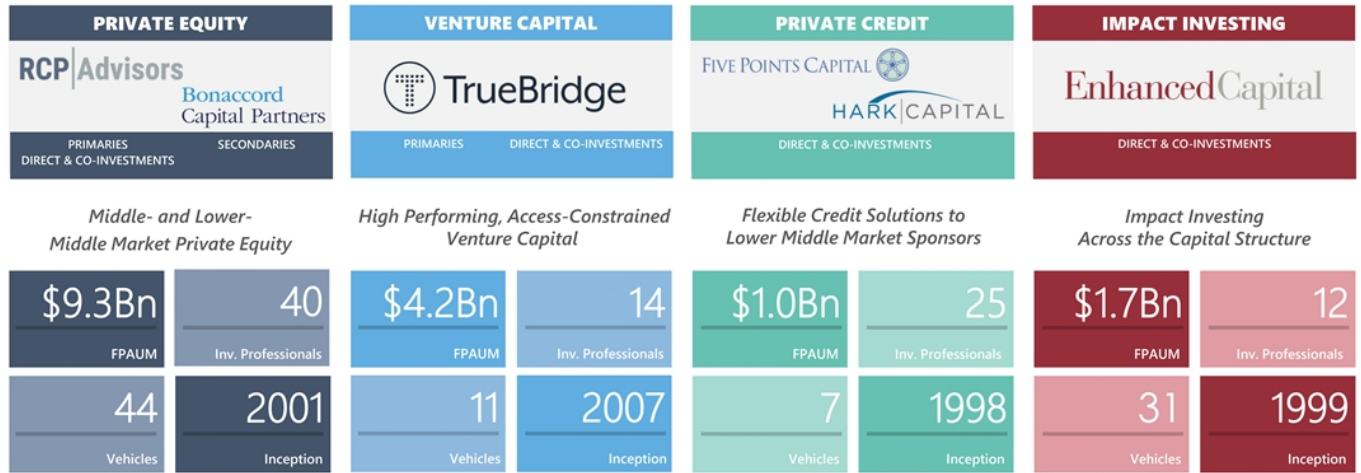 PRIVATE EQUITY
RCP|Advisors
Bonaccord
Capital Partners
PRIMARIES
DIRECT & CO-INVESTMENTS
SECONDARIES
Middle- and Lower-
Middle Market Private Equity
$9.3Bn
FPAUM
40
Inv. Professionals
44
Vehicles
2001
Inception
VENTURE CAPITAL
TrueBridge
PRIMARIES
DIRECT & CO-INVESTMENTS
High Performing, Access-Constrained
Venture Capital
$4.2Bn
FPAUM
14
Inv. Professionals
11
Vehicles
2007
Inception
PRIVATE CREDIT
FIVE POINTS CAPITAL
HARK|CAPITAL
DIRECT & CO-INVESTMENTS
Flexible Credit Solutions to
Lower Middle Market Sponsors
$1.0Bn
FPAUM
25
Inv. Professionals
7
Vehicles
1998
Inception
IMPACT INVESTING
EnhancedCapital
DIRECT & CO-INVESTMENTS
Impact Investing
Across the Capital Structure
$1.7Bn
FPAUM
12
Inv. Professionals
31
Vehicles
1999
Inception